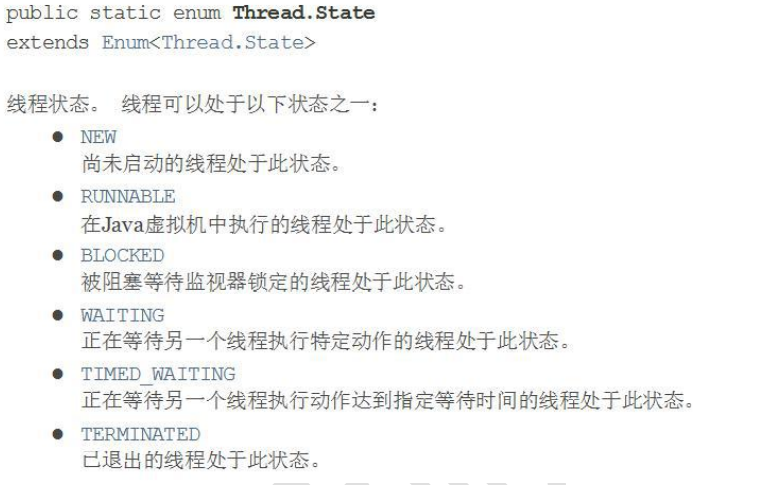 public static enum Thread.State
extends Enum<Thread.State>
线程状态。 线程可以处于以下状态之一：
● NEW
尚未启动的线程处于此状态。
● RUNNABLE
在Java虚拟机中执行的线程处于此状态。
● BLOCKED
被阻塞等待监视器锁定的线程处于此状态。
● WAITING
正在等待另一个线程执行特定动作的线程处于此状态。
● TIMED_WAITING
正在等待另一个线程执行动作达到指定等待时间的线程处于此状态。
● TERMINATED
已退出的线程处于此状态。